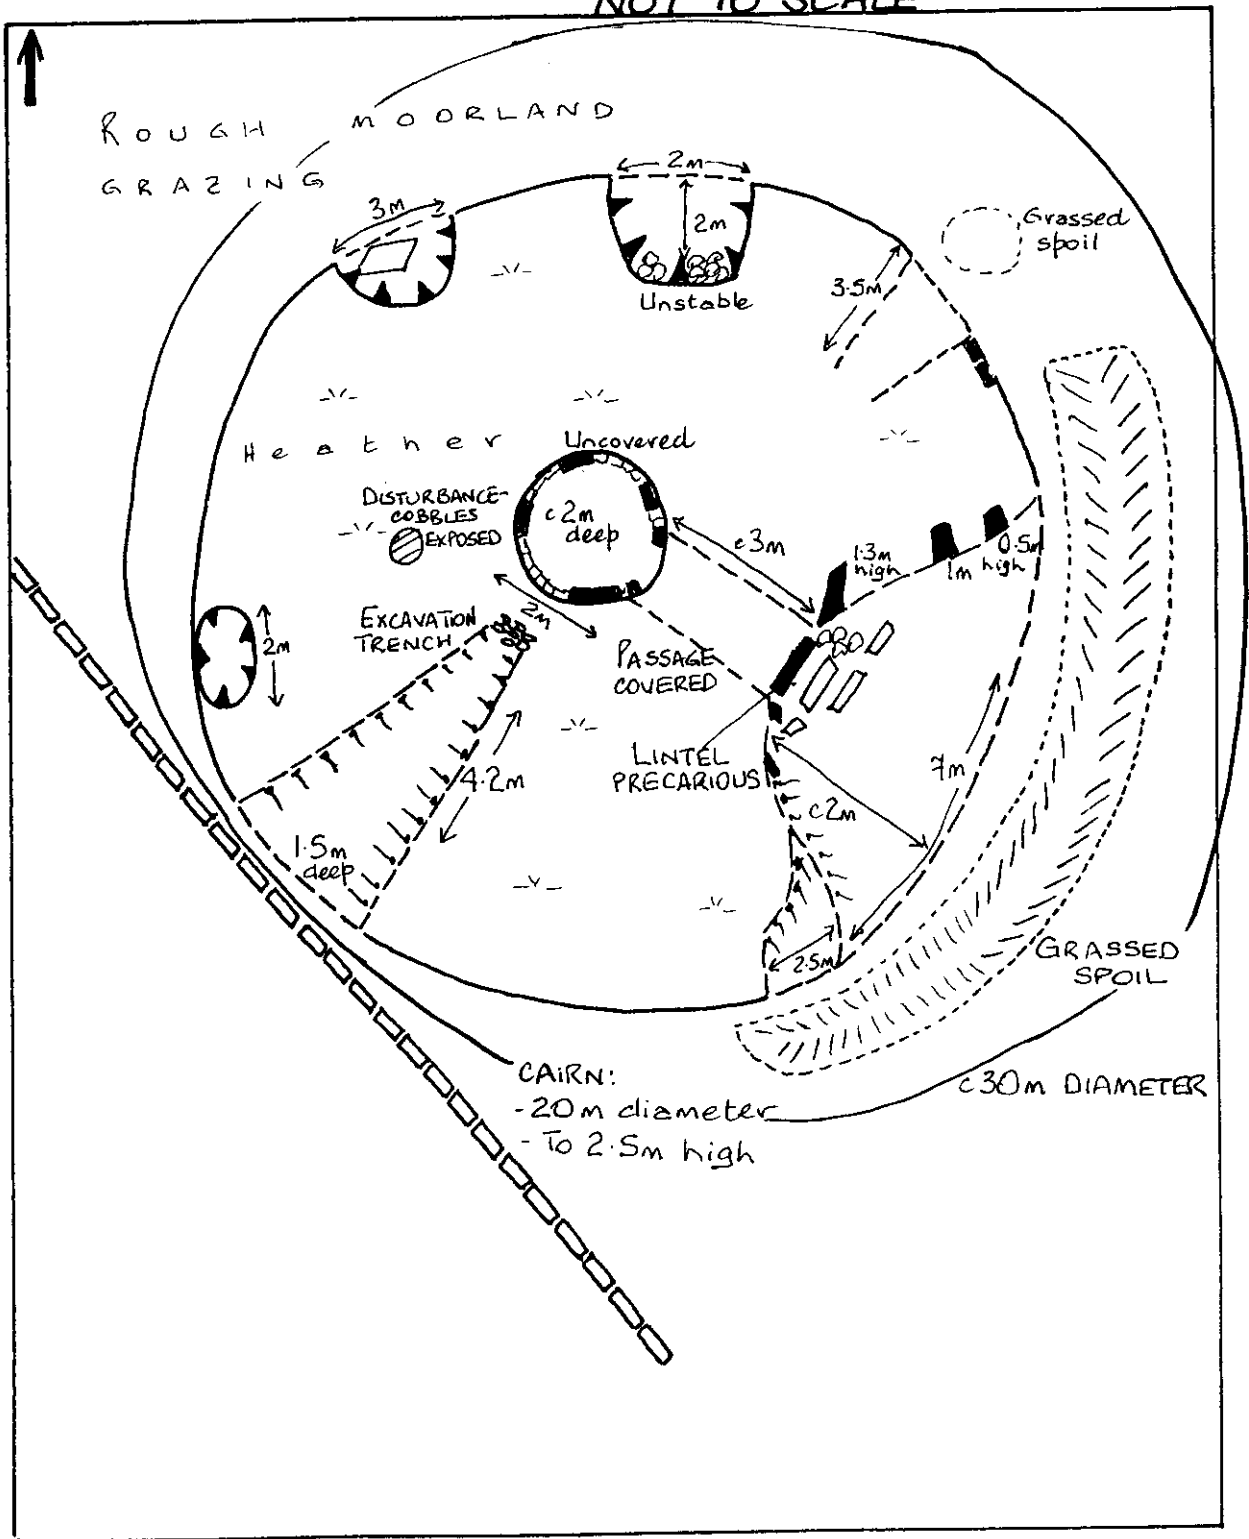 NOT TO SCALE
ROUGH MOORLAND
GRAZING
3m
2m
2m
Unstable
Grassed
spoil
3.5m
Heather
Uncovered
DISTURBANCE-
COBBLES
EXPOSED
c2m
deep
c3m
1.3m
high
1m
0.5m
high
2m
EXCAVATION
TRENCH
2m
PASSAGE
COVERED
LINTEL
PRECARIOUS
4.2m
7m
c2m
1.5m
deep
2.5m
GRASSED
SPOIL
CAIRN:
-20m diameter
- To 2.5m high
c30m DIAMETER